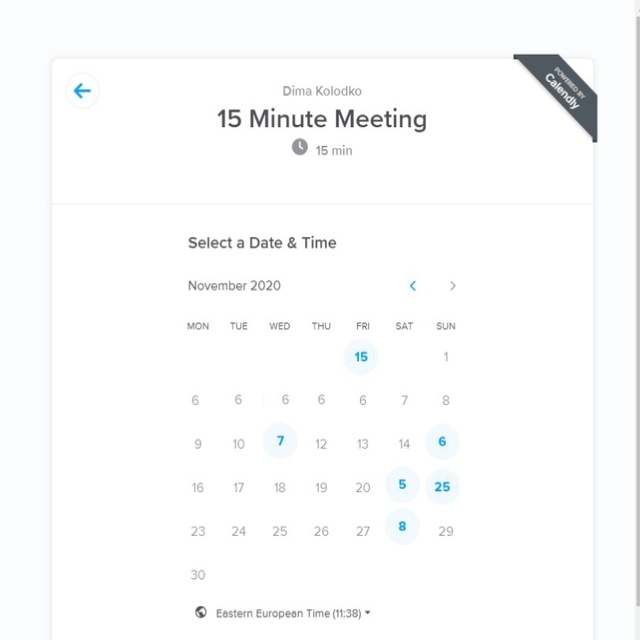 POWERED BY
Calendly
Dima Kolodko
15 Minute Meeting
15 min
Select a Date & Time
November 2020
MON TUE WED THU FRI SAT SUN
15 1
6 6 6 6 6 7 8
9 10 7 12 13 14 6
16 17 18 19 20 5 25
23 24 25 26 27 8 29
30
Eastern European Time (11:38)